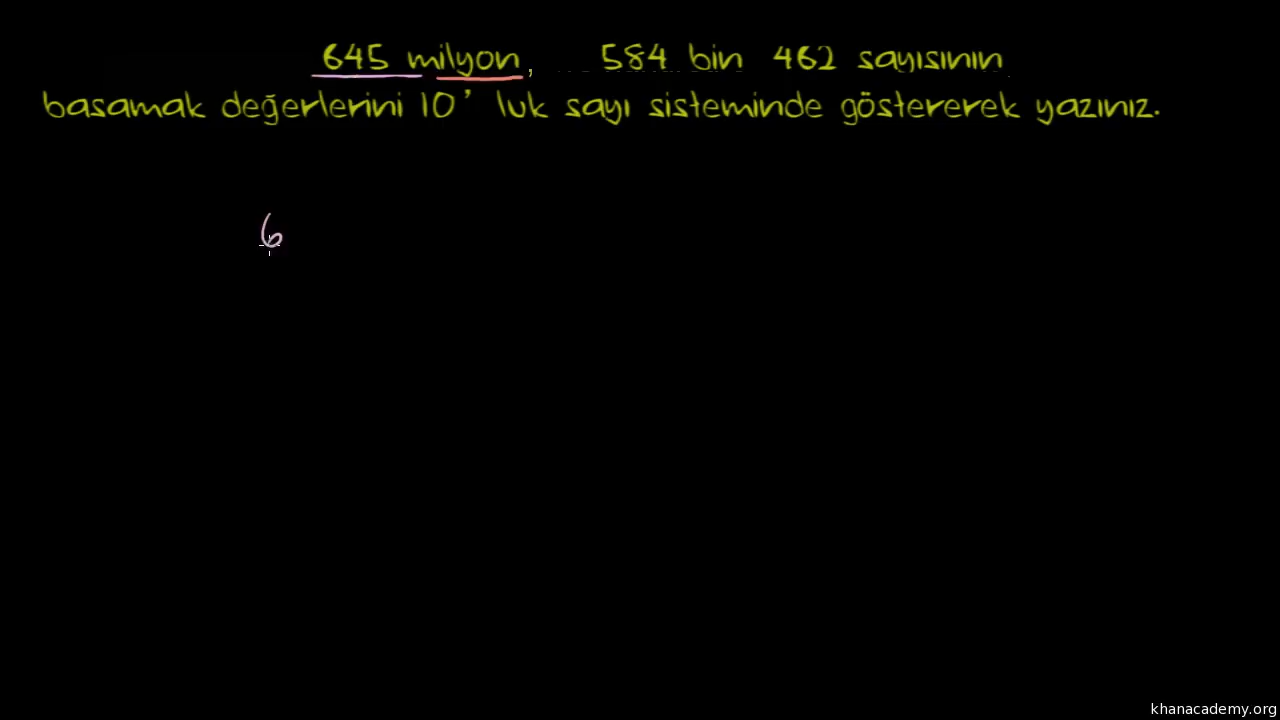 645 milyon, 584 bin 462 sayısının
basamak değerlerini 10' luk sayı sisteminde göstererek yazınız.
6
khanacademy.org